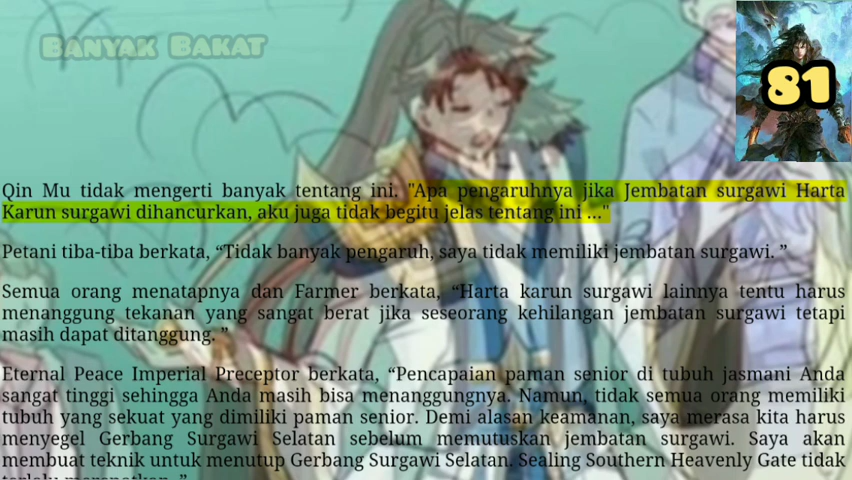 Banyak Bakat
81
Qin Mu tidak mengerti banyak tentang ini. "Apa pengaruhnya jika Jembatan surgawi Harta
Karun surgawi dihancurkan, aku juga tidak begitu jelas tentang ini ..."
Petani tiba-tiba berkata, “Tidak banyak pengaruh, saya tidak memiliki jembatan surgawi. ”
Semua orang menatapnya dan Farmer berkata, “Harta karun surgawi lainnya tentu harus
menanggung tekanan yang sangat berat jika seseorang kehilangan jembatan surgawi tetapi
masih dapat ditanggung. ”
Eternal Peace Imperial Preceptor berkata, “Pencapaian paman senior di tubuh jasmani Anda
sangat tinggi sehingga Anda masih bisa menanggungnya. Namun, tidak semua orang memiliki
tubuh yang sekuat yang dimiliki paman senior. Demi alasan keamanan, saya merasa kita harus
menyegel Gerbang Surgawi Selatan sebelum memutuskan jembatan surgawi. Saya akan
membuat teknik untuk menutup Gerbang Surgawi Selatan. Sealing Southern Heavenly Gate tidak